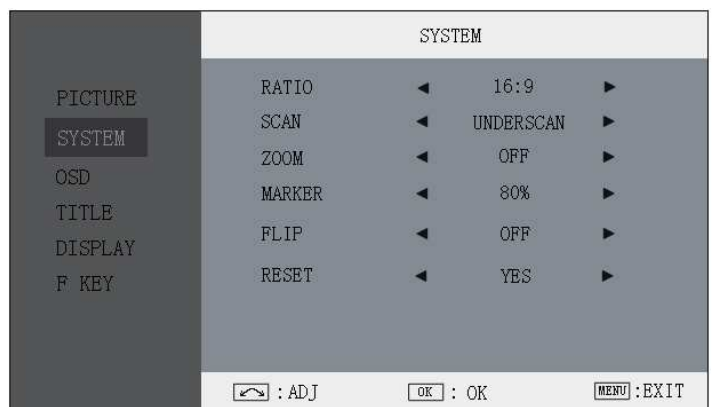 SYSTEM
PICTURE
SYSTEM
OSD
TITLE
DISPLAY
F KEY
RATIO 16:9
SCAN UNDERSCAN
ZOOM OFF
MARKER 80%
FLIP OFF
RESET YES
:ADJ OK : OK MENU :EXIT